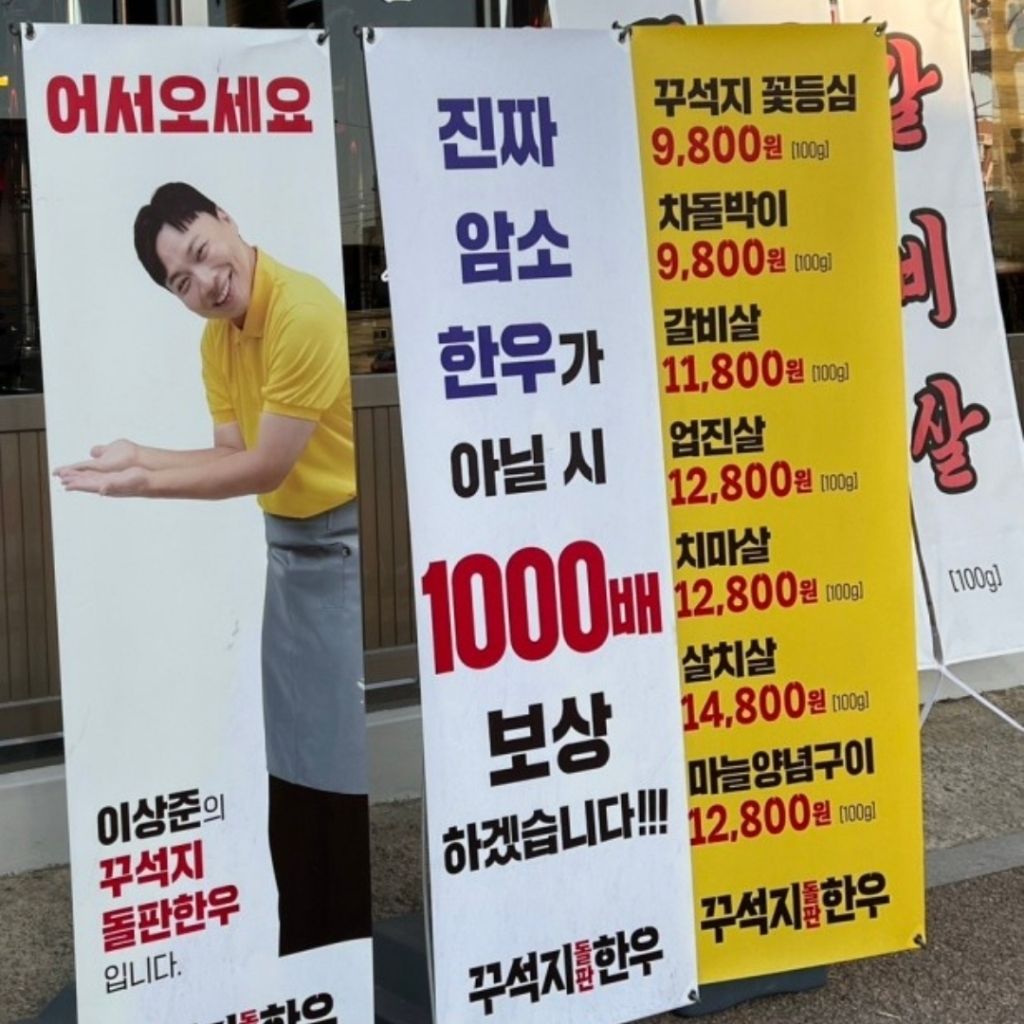 어서오세요
이상준의
꾸석지
돌판한우
입니다.
진짜
암소
한우가
아닐 시
1000배
보상
하겠습니다!!!
꾸석지돌판한우
꾸석지 꽃등심
9,800원 [100g]
차돌박이
9,800원 [100g]
갈비살
11,800원 [100g]
업진살
12,800원 [100g]
치마살
12,800원 [100g]
살치살
14,800원 [100g]
마늘양념구이
12,800원 [100g]
꾸석지돌판한우
살
[100g]